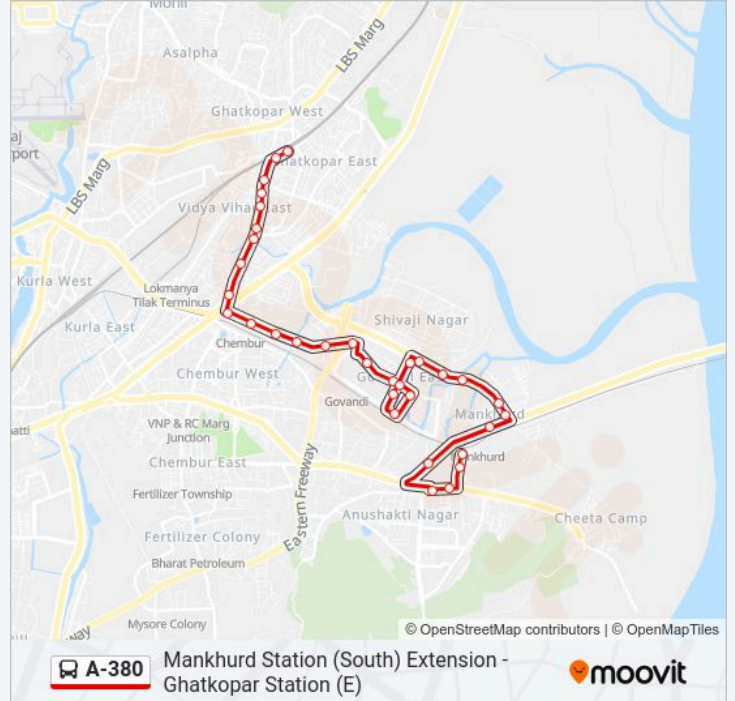 Mohili
LBS Marg
Asalpha
Ghatkopar West
port
Ghatkopar East
LBS Marg
Vidya Vihar East
Kurla West
Lokmanya
Tilak Terminus
Kurla East
Shivaji Nagar
Chembur
Chembur West
Govandi East
Govandi
Mankhurd
VNP & RC Marg
Junction
Mankhurd
Chembur East
Fertilizer Township
Eastern Freeway
Anushakti Nagar
Cheeta Camp
Fertilizer Colony
Bharat Petroleum
Mysore Colony
© OpenStreetMap contributors | © OpenMapTiles
A-380
Mankhurd Station (South) Extension -
Ghatkopar Station (E)
moovit